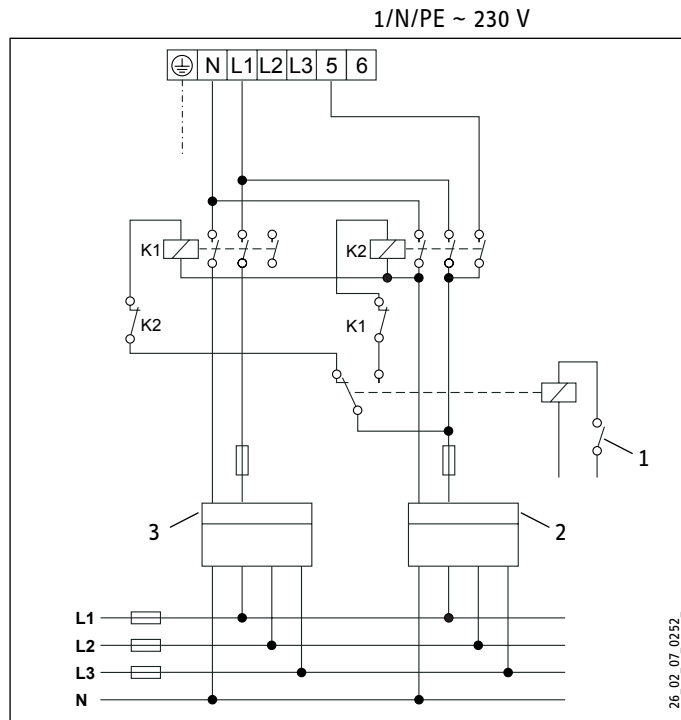 1/N/PE ~ 230 V
N L1 L2 L3 5 6
K1 K2
K2 K1
1
3 2
L1
L2
L3
N
26_02_07_0252_